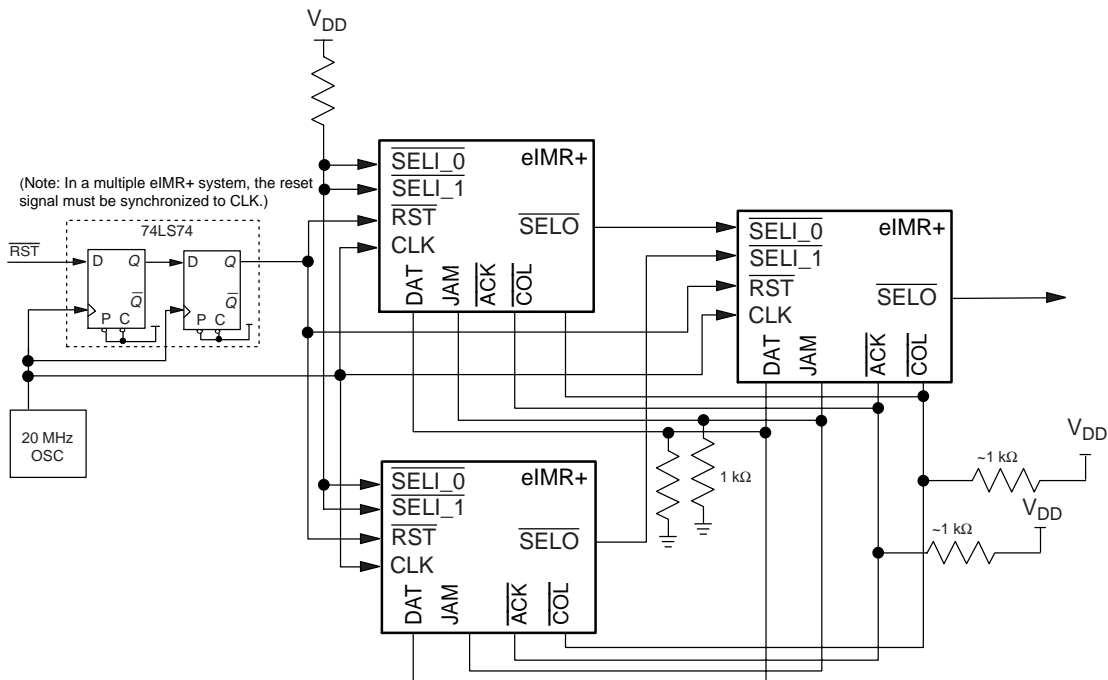 VDD
(Note: In a multiple eIMR+ system, the reset
signal must be synchronized to CLK.)
74LS74
RST
D Q
Q
P C
D Q
Q
P C
20 MHz
OSC
SELI_0 eIMR+
SELI_1
RST SELO
CLK
DAT JAM ACK COL
SELI_0 eIMR+
SELI_1
RST SELO
CLK
DAT JAM ACK COL
1 kΩ
~1 kΩ VDD
~1 kΩ VDD
SELI_0 eIMR+
SELI_1
RST SELO
CLK
DAT JAM ACK COL